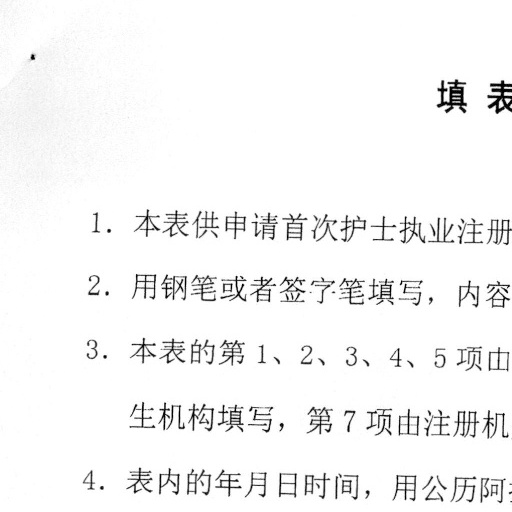 填 表
1. 本表供申请首次护士执业注册
2. 用钢笔或者签字笔填写，内容
3. 本表的第 1、2、3、4、5 项由
生机构填写，第 7 项由注册机
4. 表内的年月日时间，用公历阿